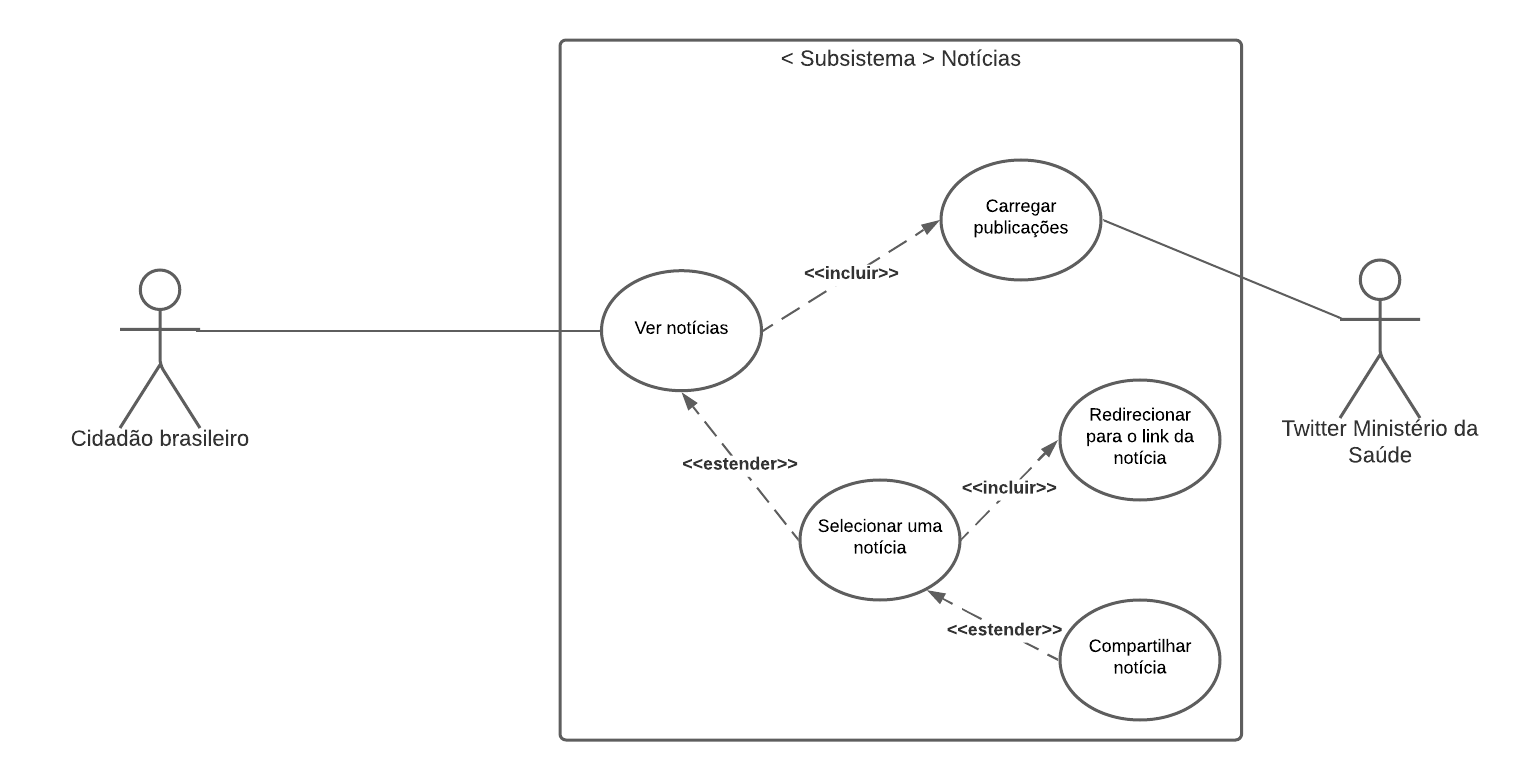 < Subsistema > Notícias
Carregar
publicações
<<incluir>>
Ver notícias
Cidadão brasileiro
Twitter Ministério da
Saúde
Redirecionar
para o link da
notícia
<<estender>>
<<incluir>>
Selecionar uma
notícia
<<estender>>
Compartilhar
notícia